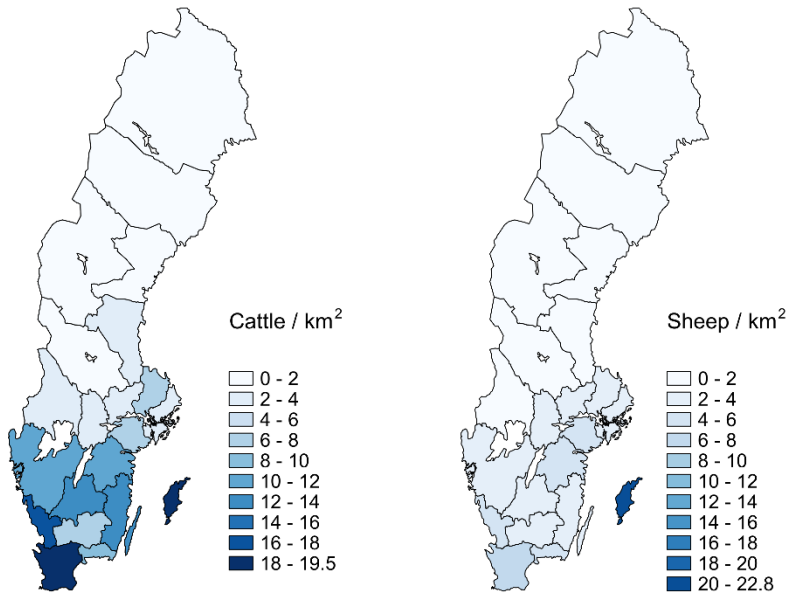 Cattle / km²
0 - 2
2 - 4
4 - 6
6 - 8
8 - 10
10 - 12
12 - 14
14 - 16
16 - 18
18 - 19.5
Sheep / km²
0 - 2
2 - 4
4 - 6
6 - 8
8 - 10
10 - 12
12 - 14
14 - 16
16 - 18
18 - 20
20 - 22.8